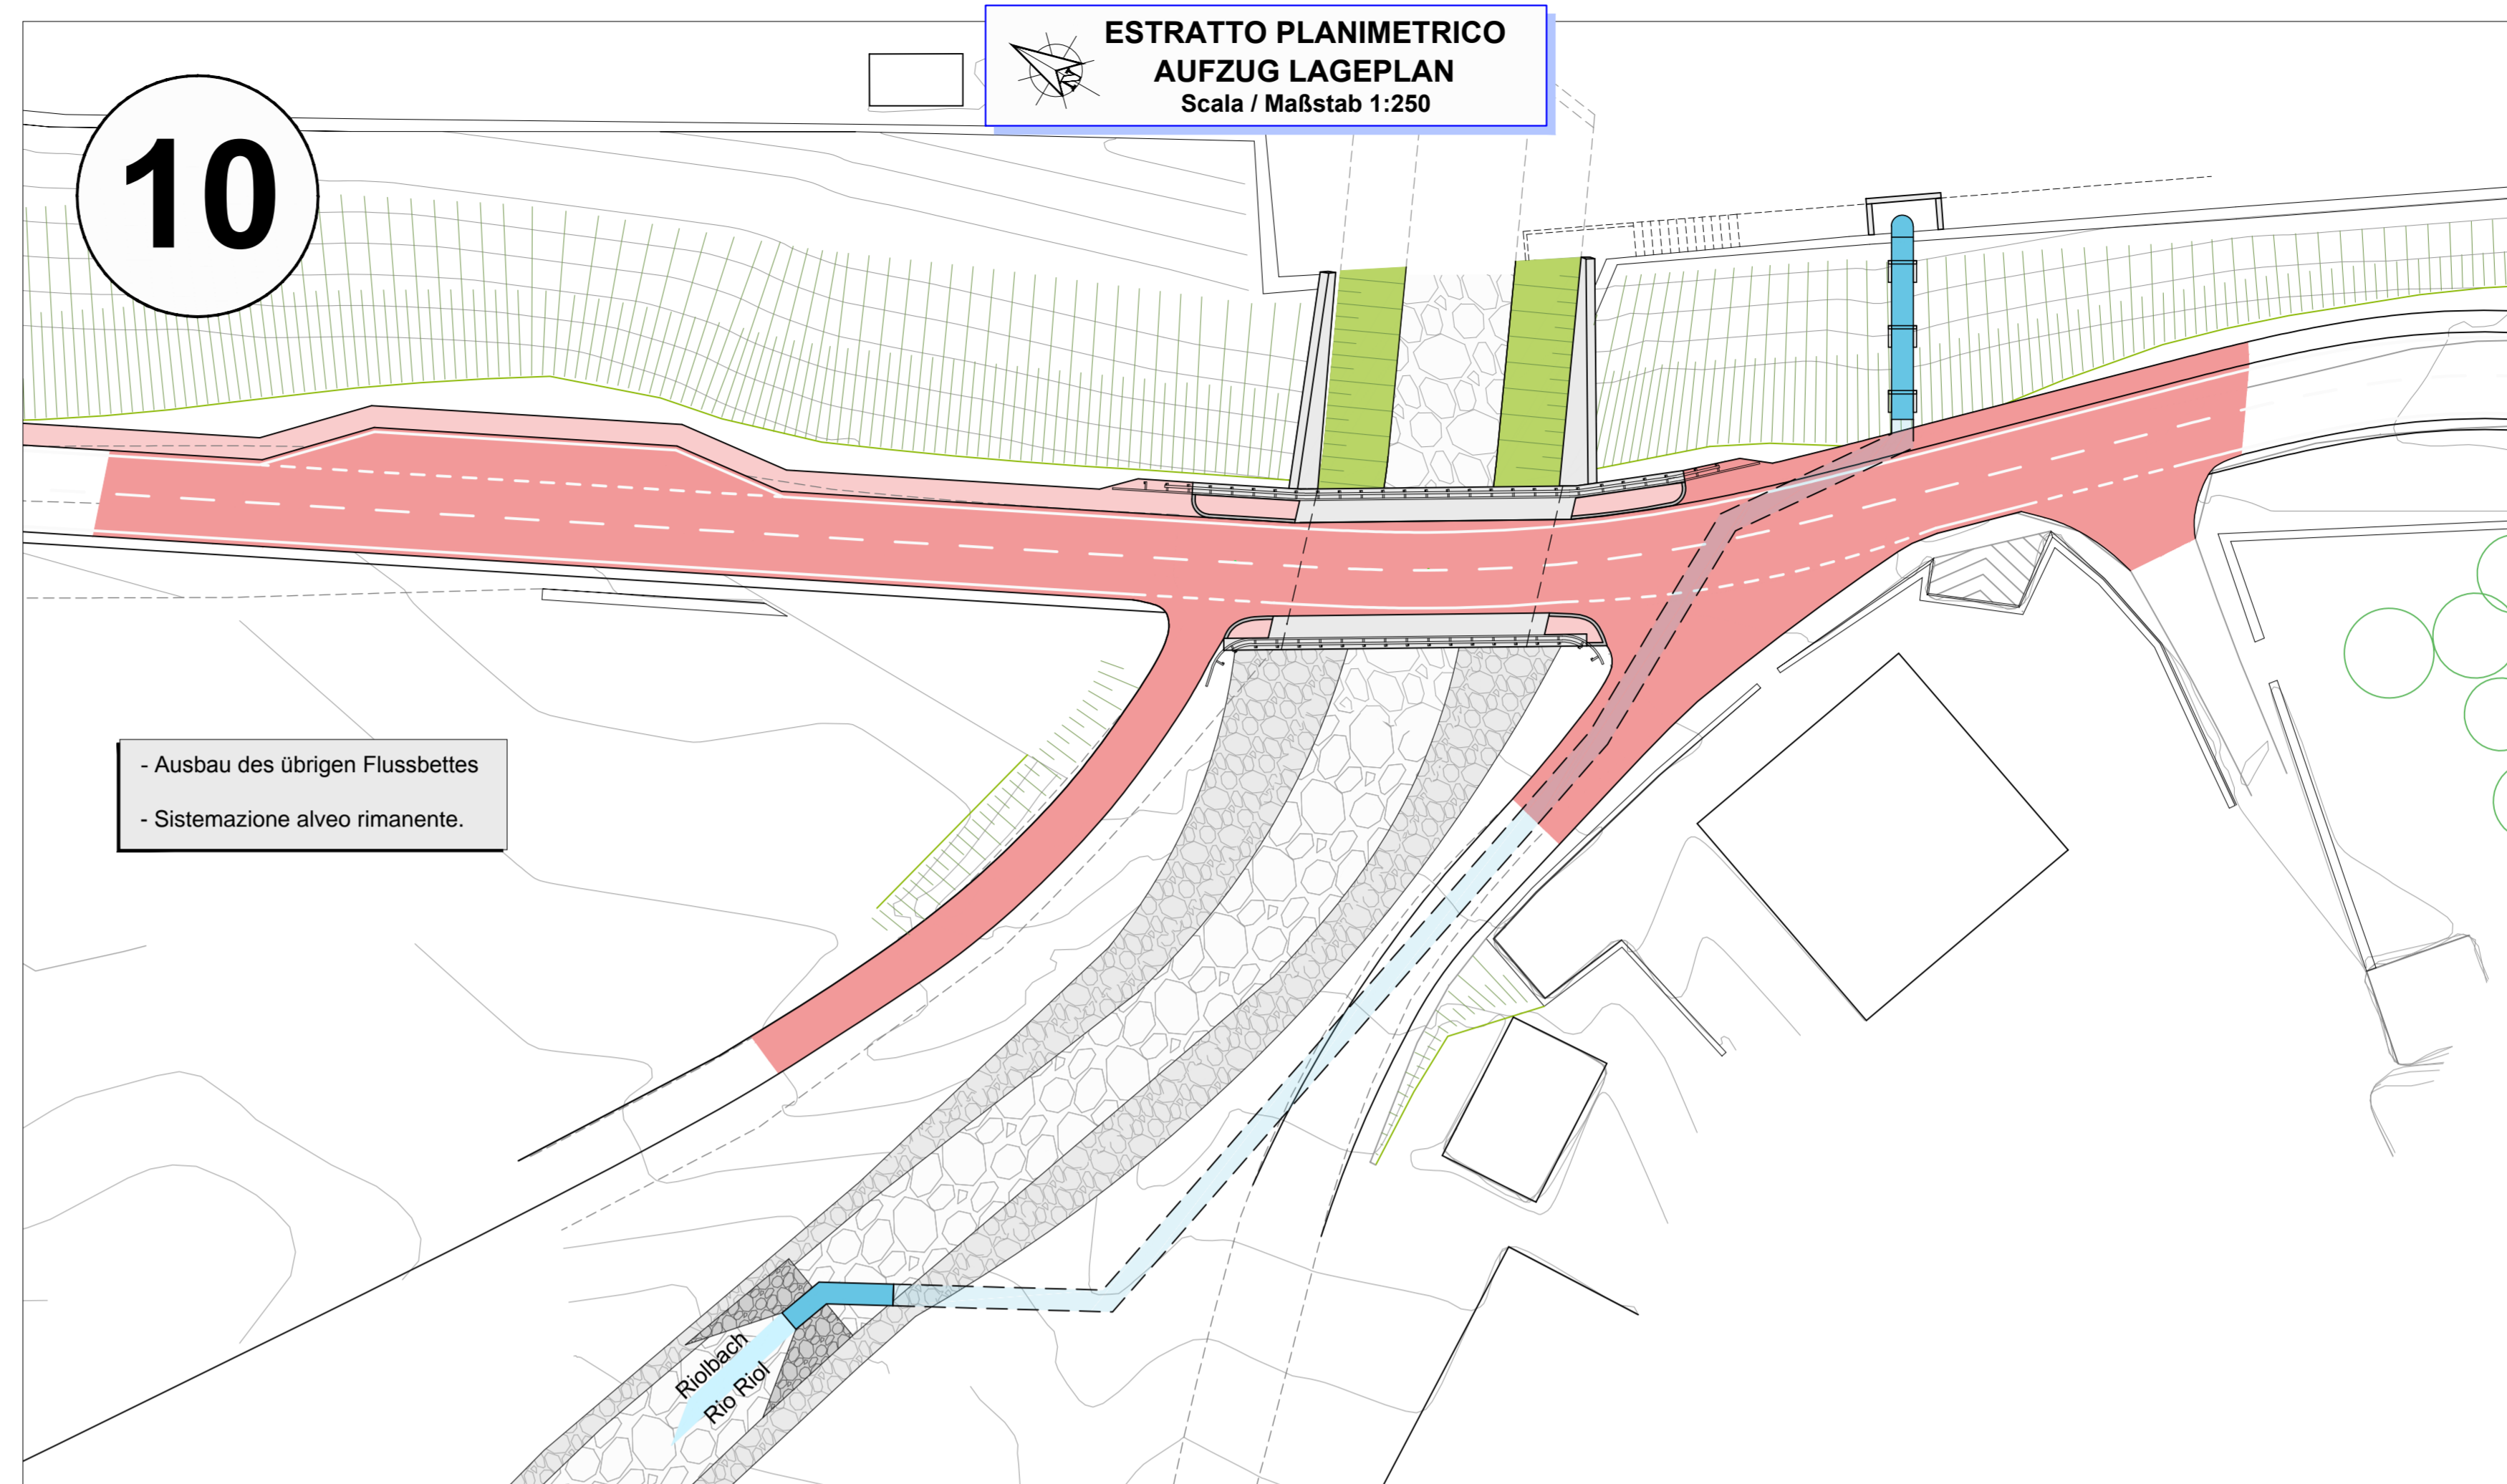 ESTRATTO PLANIMETRICO
AUFZUG LAGEPLAN
Scala / Maßstab 1:250
10
- Ausbau des übrigen Flussbettes
- Sistemazione alveo rimanente.
Riolbach
Rio Riol